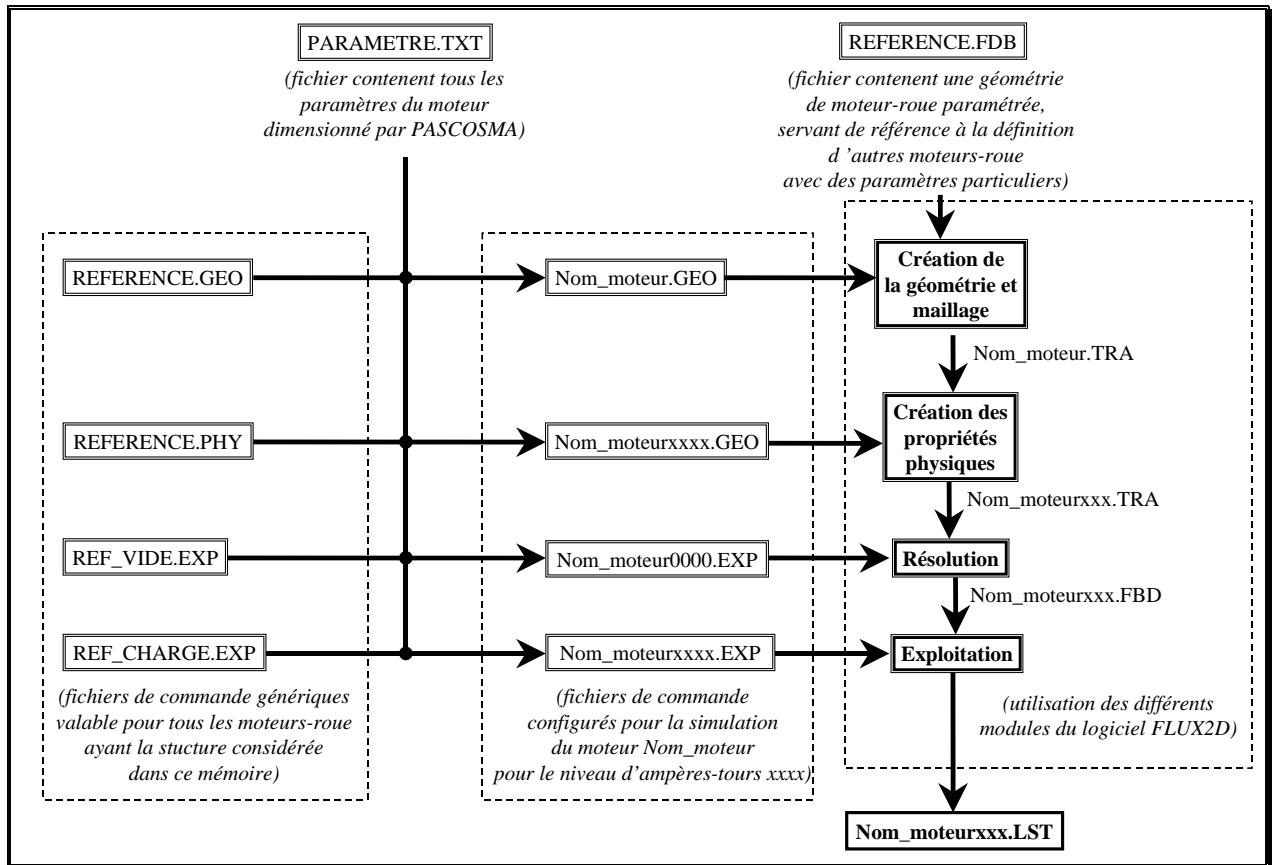 PARAMETRE.TXT
(fichier contenent tous les
paramètres du moteur
dimensionné par PASCOSMA)
REFERENCE.FDB
(fichier contenent une géométrie
de moteur-roue paramétrée,
servant de référence à la définition
d ’autres moteurs-roue
avec des paramètres particuliers)
REFERENCE.GEO
Nom_moteur.GEO
Création de
la géométrie et
maillage
Nom_moteur.TRA
REFERENCE.PHY
Nom_moteurxxxx.GEO
Création des
propriétés
physiques
Nom_moteurxxx.TRA
REF_VIDE.EXP
Nom_moteur0000.EXP
Résolution
Nom_moteurxxx.FBD
REF_CHARGE.EXP
Nom_moteurxxxx.EXP
Exploitation
(fichiers de commande génériques
valable pour tous les moteurs-roue
ayant la stucture considérée
dans ce mémoire)
(fichiers de commande
configurés pour la simulation
du moteur Nom_moteur
pour le niveau d’ampères-tours xxxx)
(utilisation des différents
modules du logiciel FLUX2D)
Nom_moteurxxx.LST